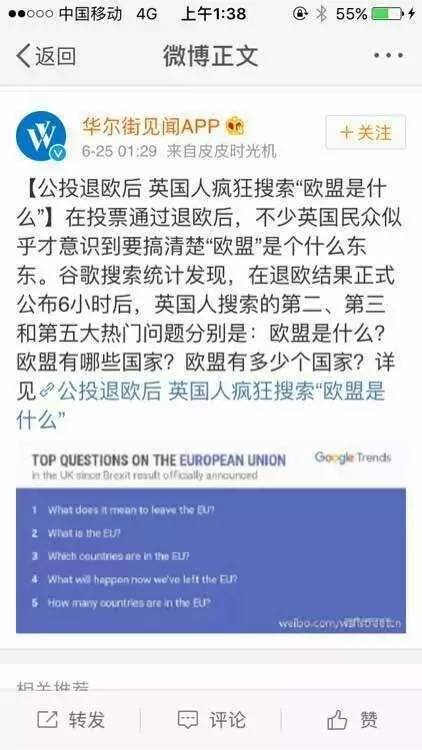 中国移动 4G 上午1:38 55%
返回 微博正文
华尔街见闻APP
+关注
6-25 01:29 来自皮皮时光机
【公投退欧后 英国人疯狂搜索“欧盟是什
么”】在投票通过退欧后，不少英国民众似
乎才意识到要搞清楚“欧盟”是个什么东
东。谷歌搜索统计发现，在退欧结果正式
公布6小时后，英国人搜索的第二、第三
和第五大热门问题分别是：欧盟是什么？
欧盟有哪些国家？欧盟有多少个国家？详
见公投退欧后 英国人疯狂搜索“欧盟是
什么”
TOP QUESTIONS ON THE EUROPEAN UNION
Google Trends
in the UK since Brexit result officially announced
1 What does it mean to leave the EU?
2 What is the EU?
3 Which countries are in the EU?
4 What will happen now we've left the EU?
5 How many countries are in the EU?
weibo.com/wallstreetcn
相关推荐
转发 评论 赞